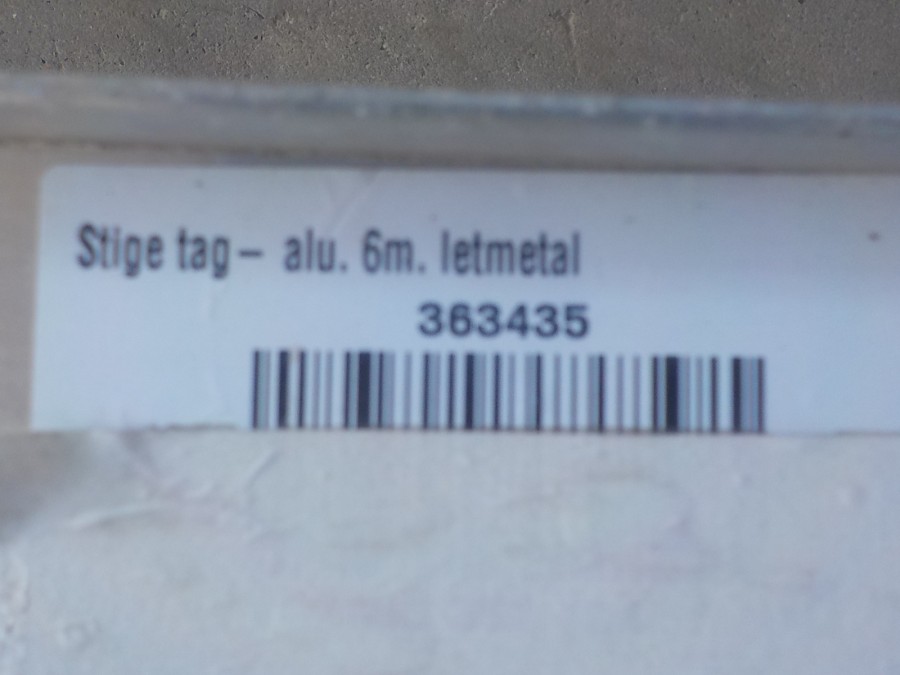 Stige tag- alu. 6m. letmetal
363435